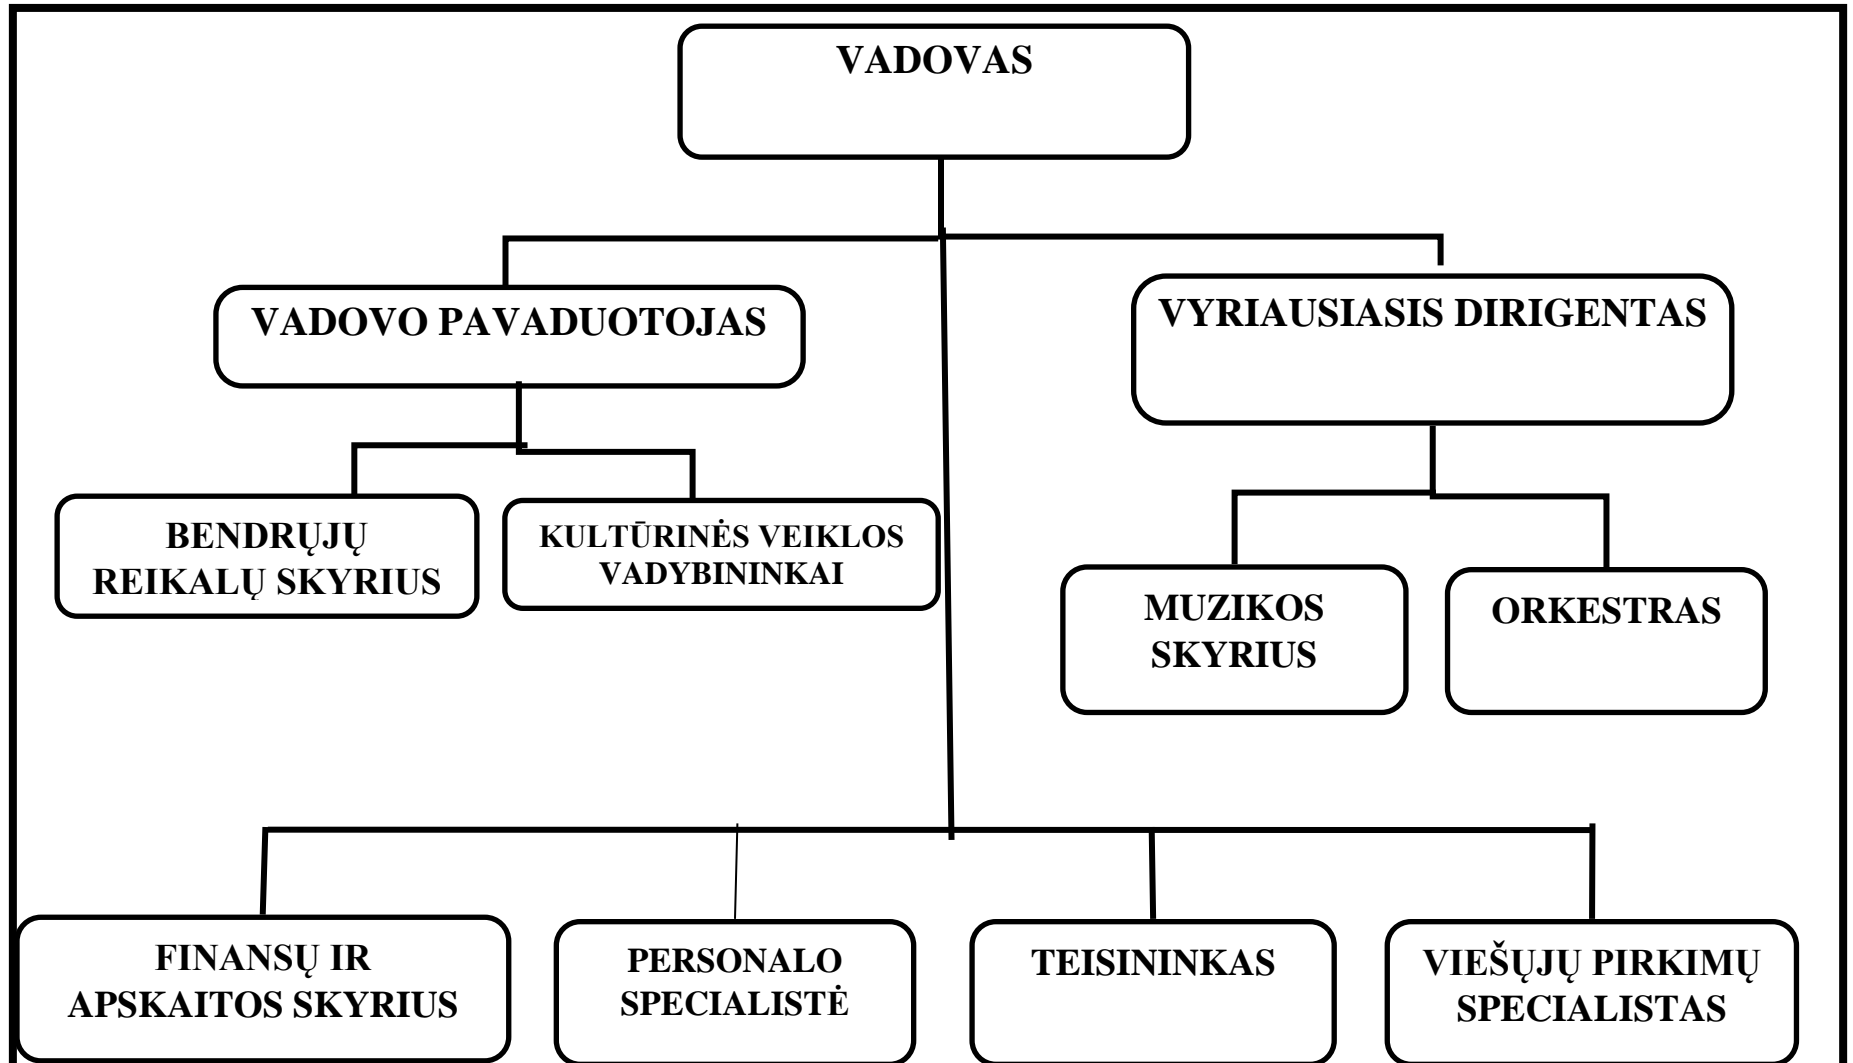 VADOVAS
VADOVO PAVADUOTOJAS
VYRIAUSIASIS DIRIGENTAS
BENDRŲJŲ
REIKALŲ SKYRIUS
KULTŪRINĖS VEIKLOS
VADYBININKAI
MUZIKOS
SKYRIUS
ORKESTRAS
FINANSŲ IR
APSKAITOS SKYRIUS
PERSONALO
SPECIALISTĖ
TEISININKAS
VIEŠŲJŲ PIRKIMŲ
SPECIALISTAS